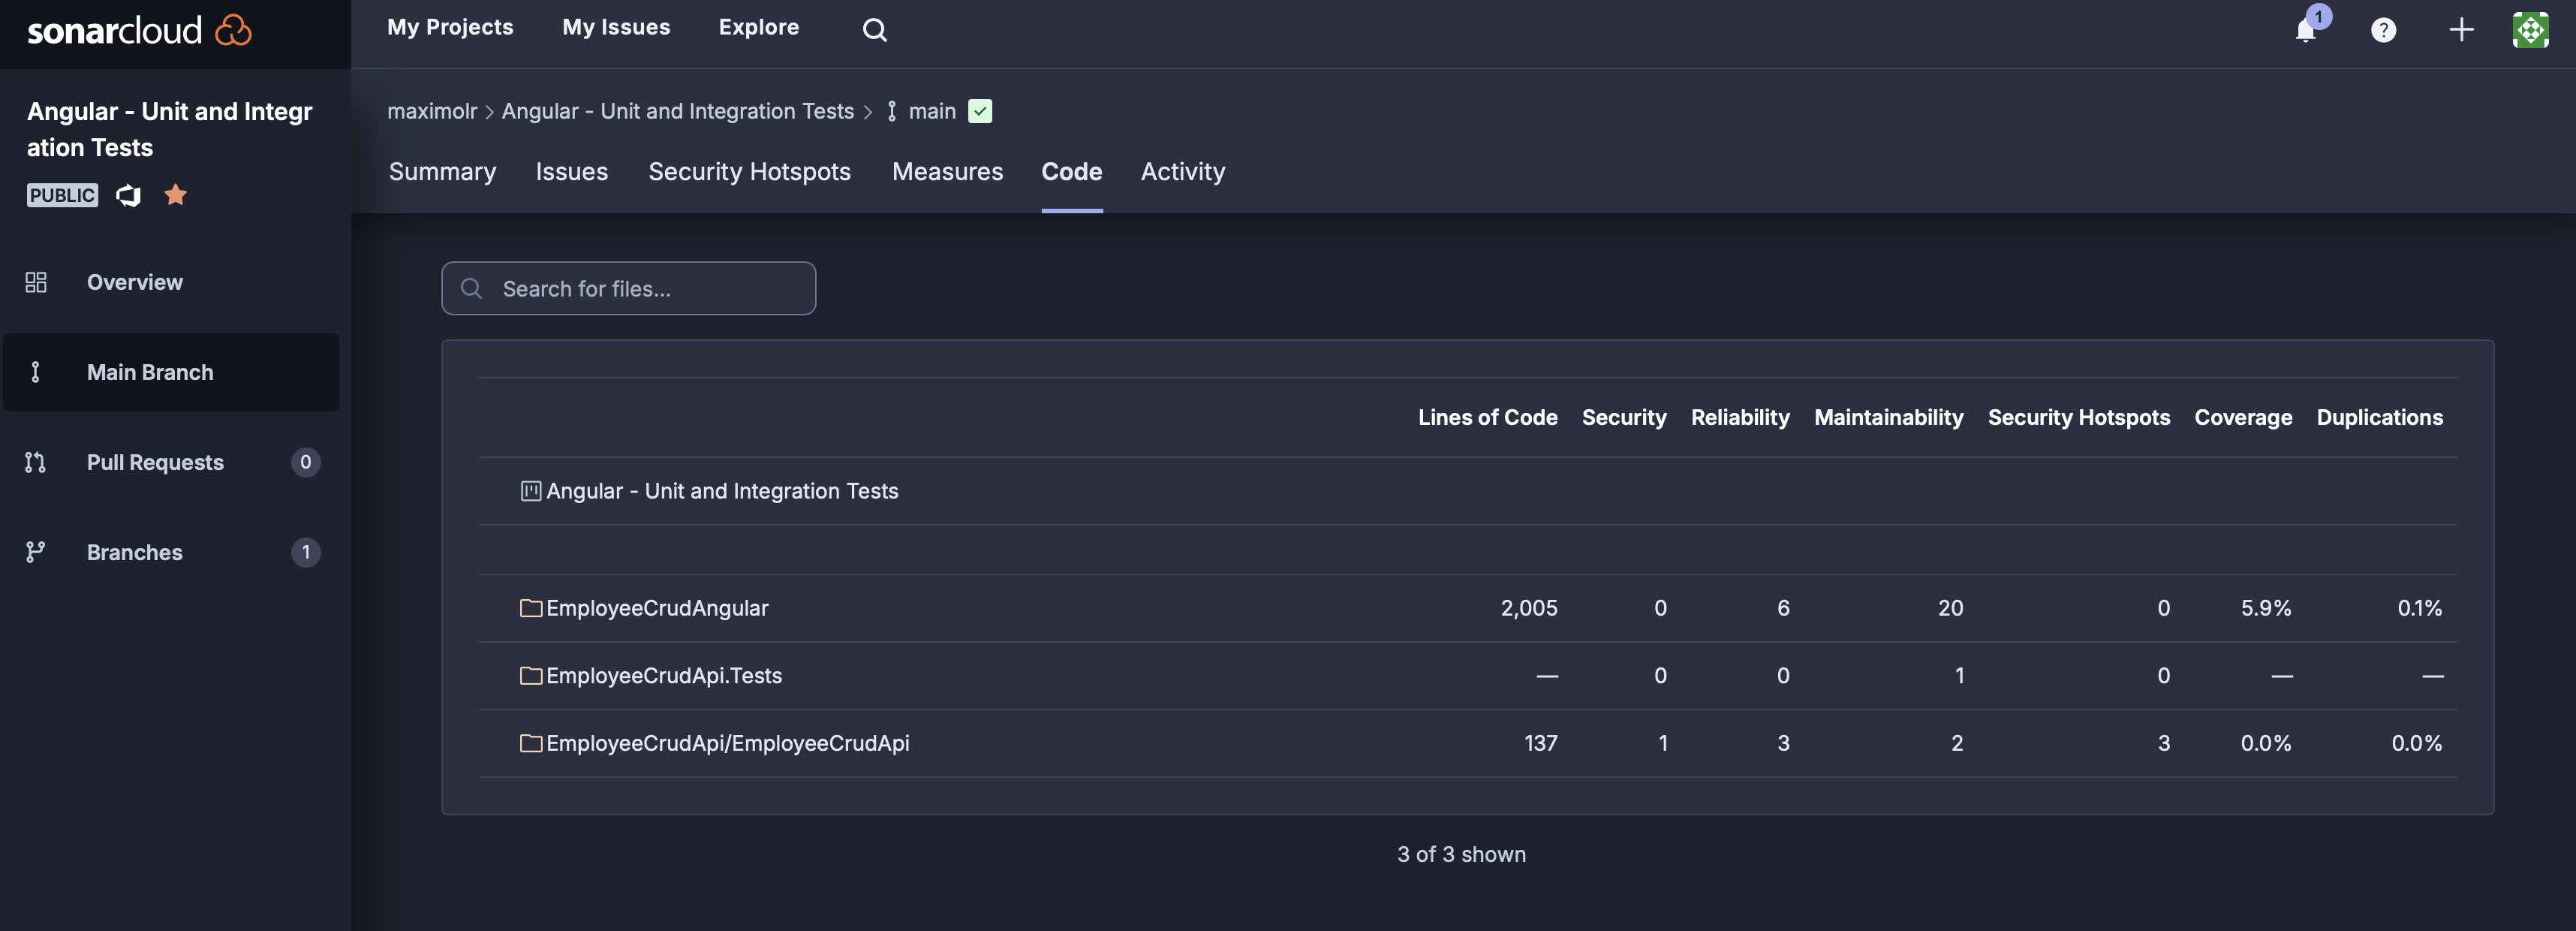 sonarcloud
My Projects My Issues Explore
1
?
Angular - Unit and Integr
ation Tests
PUBLIC
Overview
Main Branch
Pull Requests 0
Branches 1
maximolr > Angular - Unit and Integration Tests > main
Summary Issues Security Hotspots Measures Code Activity
Search for files...
Lines of Code Security Reliability Maintainability Security Hotspots Coverage Duplications
Angular - Unit and Integration Tests
EmployeeCrudAngular 2,005 0 6 20 0 5.9% 0.1%
EmployeeCrudApi.Tests — 0 0 1 0 — —
EmployeeCrudApi/EmployeeCrudApi 137 1 3 2 3 0.0% 0.0%
3 of 3 shown